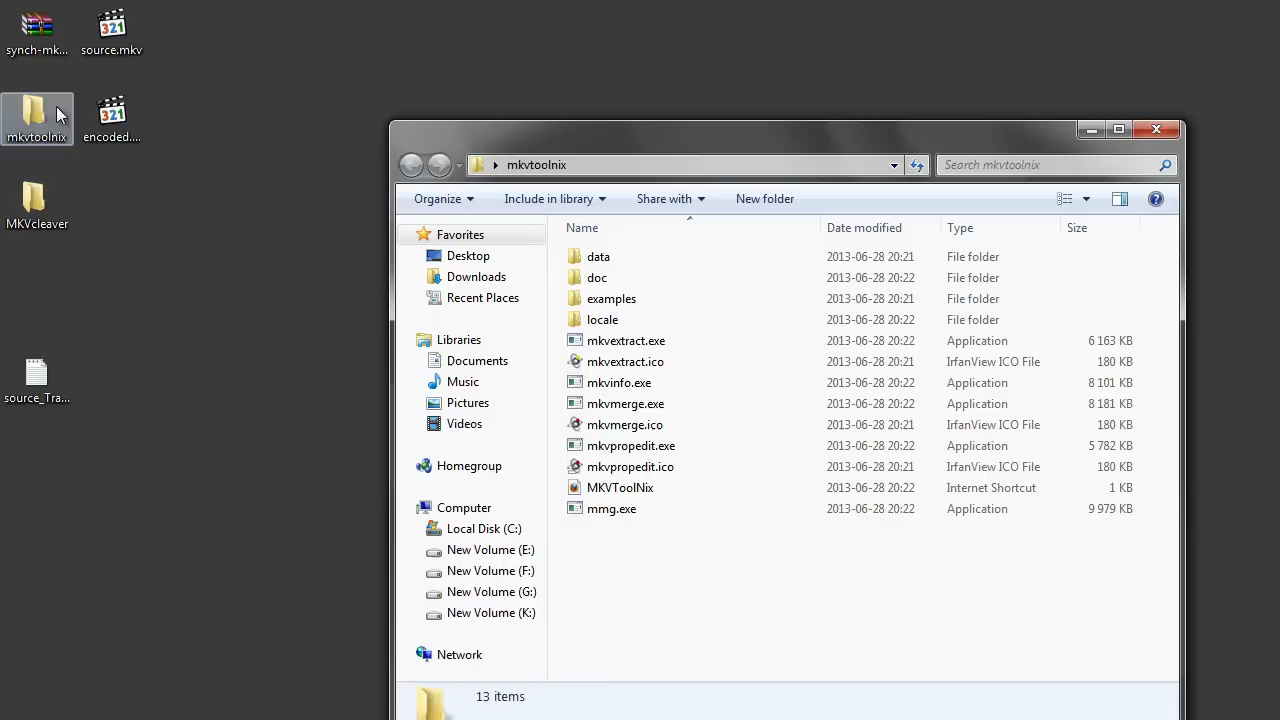 synch-mk...
source.mkv
mkvtoolnix
encoded....
MKVcleaver
source_Tra...
mkvtoolnix
Search mkvtoolnix
Organize
Include in library
Share with
New folder
Favorites
Desktop
Downloads
Recent Places
Libraries
Documents
Music
Pictures
Videos
Homegroup
Computer
Local Disk (C:)
New Volume (E:)
New Volume (F:)
New Volume (G:)
New Volume (K:)
Network
Name Date modified Type Size
data 2013-06-28 20:21 File folder
doc 2013-06-28 20:22 File folder
examples 2013-06-28 20:21 File folder
locale 2013-06-28 20:22 File folder
mkvextract.exe 2013-06-28 20:22 Application 6 163 KB
mkvextract.ico 2013-06-28 20:21 IrfanView ICO File 180 KB
mkvinfo.exe 2013-06-28 20:22 Application 8 101 KB
mkvmerge.exe 2013-06-28 20:22 Application 8 181 KB
mkvmerge.ico 2013-06-28 20:22 IrfanView ICO File 180 KB
mkvpropedit.exe 2013-06-28 20:22 Application 5 782 KB
mkvpropedit.ico 2013-06-28 20:21 IrfanView ICO File 180 KB
MKVToolNix 2013-06-28 20:22 Internet Shortcut 1 KB
mmg.exe 2013-06-28 20:22 Application 9 979 KB
13 items